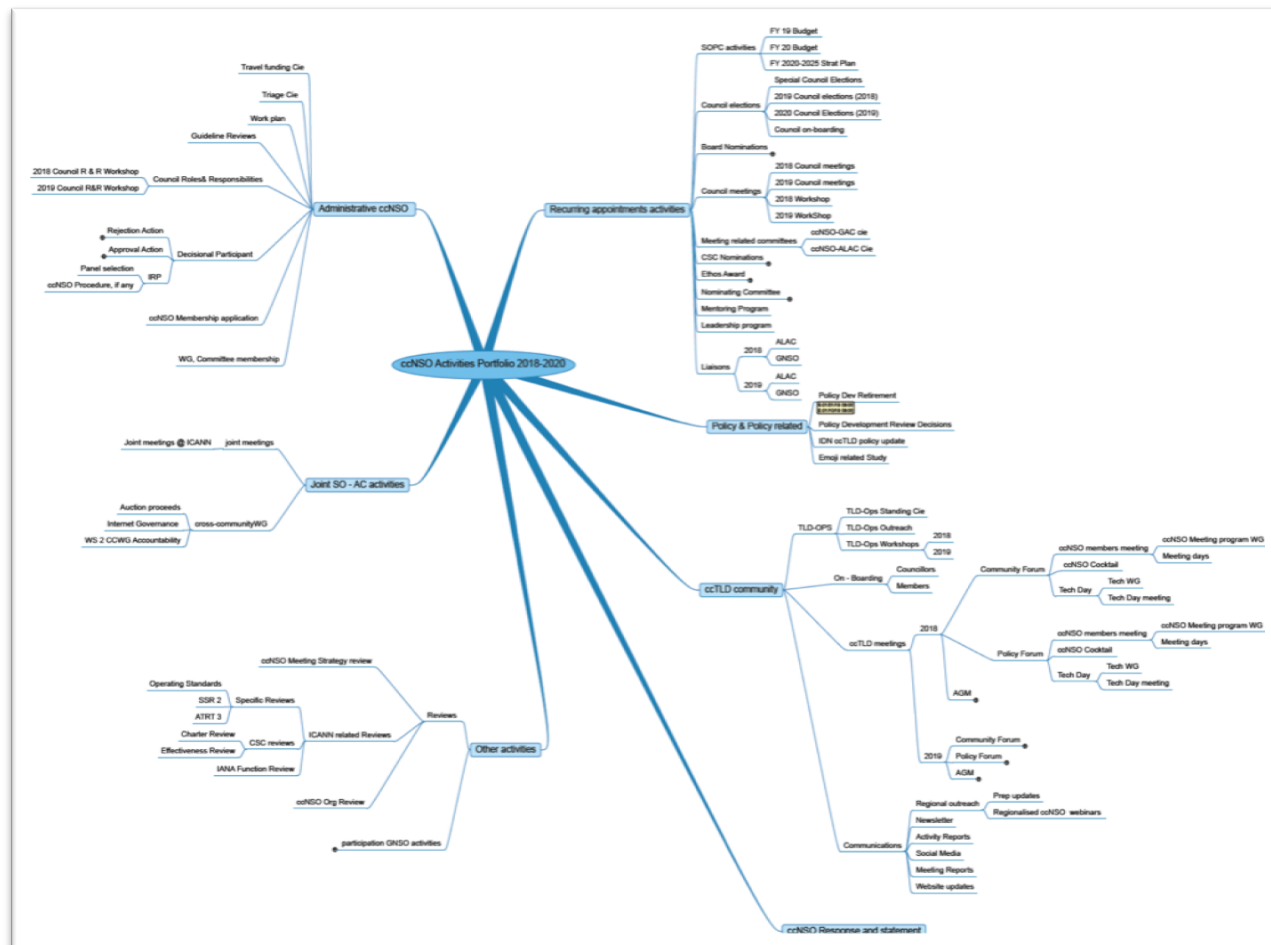 ccNSO Activities Portfolio 2018-2020
Administrative ccNSO
Travel funding Cie
Triage Cie
Work plan
Guideline Reviews
Council Roles& Responsibilities
2018 Council R & R Workshop
2019 Council R&R Workshop
Decisional Participant
Rejection Action
Approval Action
IRP
Panel selection
ccNSO Procedure, if any
ccNSO Membership application
WG, Committee membership
Joint SO - AC activities
joint meetings
Joint meetings @ ICANN
cross-communityWG
Auction proceeds
Internet Governance
WS 2 CCWG Accountability
Other activities
Reviews
ccNSO Meeting Strategy review
ICANN related Reviews
Specific Reviews
Operating Standards
SSR 2
ATRT 3
CSC reviews
Charter Review
Effectiveness Review
IANA Function Review
ccNSO Org Review
participation GNSO activities
Recurring appointments activities
SOPC activities
FY 19 Budget
FY 20 Budget
FY 2020-2025 Strat Plan
Council elections
Special Council Elections
2019 Council elections (2018)
2020 Council Elections (2019)
Council on-boarding
Board Nominations
Council meetings
2018 Council meetings
2019 Council meetings
2018 Workshop
2019 WorkShop
Meeting related committees
ccNSO-GAC cie
ccNSO-ALAC Cie
CSC Nominations
Ethos Award
Nominating Committee
Mentoring Program
Leadership program
Liaisons
2018
ALAC
GNSO
2019
ALAC
GNSO
Policy & Policy related
Policy Dev Retirement
Policy Development Review Decisions
IDN ccTLD policy update
Emoji related Study
ccTLD community
TLD-OPS
TLD-Ops Standing Cie
TLD-Ops Outreach
TLD-Ops Workshops
2018
2019
On - Boarding
Councillors
Members
ccTLD meetings
2018
Community Forum
ccNSO members meeting
ccNSO Meeting program WG
Meeting days
ccNSO Cocktail
Tech Day
Tech WG
Tech Day meeting
Policy Forum
ccNSO members meeting
ccNSO Meeting program WG
Meeting days
ccNSO Cocktail
Tech Day
Tech WG
Tech Day meeting
AGM
2019
Community Forum
Policy Forum
AGM
Communications
Regional outreach
Prep updates
Regionalised ccNSO webinars
Newsletter
Activity Reports
Social Media
Meeting Reports
Website updates
ccNSO Response and statement